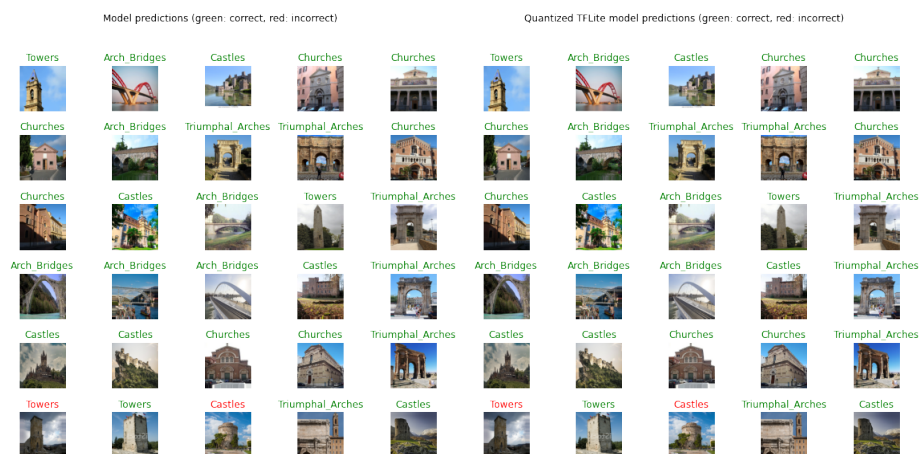 Model predictions (green: correct, red: incorrect)
Quantized TFLite model predictions (green: correct, red: incorrect)
Towers Arch_Bridges Castles Churches Churches Towers Arch_Bridges Castles Churches Churches
Churches Arch_Bridges Triumphal_Arches Triumphal_Arches Churches Churches Arch_Bridges Triumphal_Arches Triumphal_Arches Churches
Churches Castles Arch_Bridges Towers Triumphal_Arches Churches Castles Arch_Bridges Towers Triumphal_Arches
Arch_Bridges Arch_Bridges Arch_Bridges Castles Triumphal_Arches Arch_Bridges Arch_Bridges Arch_Bridges Castles Triumphal_Arches
Castles Castles Churches Churches Triumphal_Arches Castles Castles Churches Churches Triumphal_Arches
Towers Towers Castles Triumphal_Arches Castles Towers Towers Castles Triumphal_Arches Castles